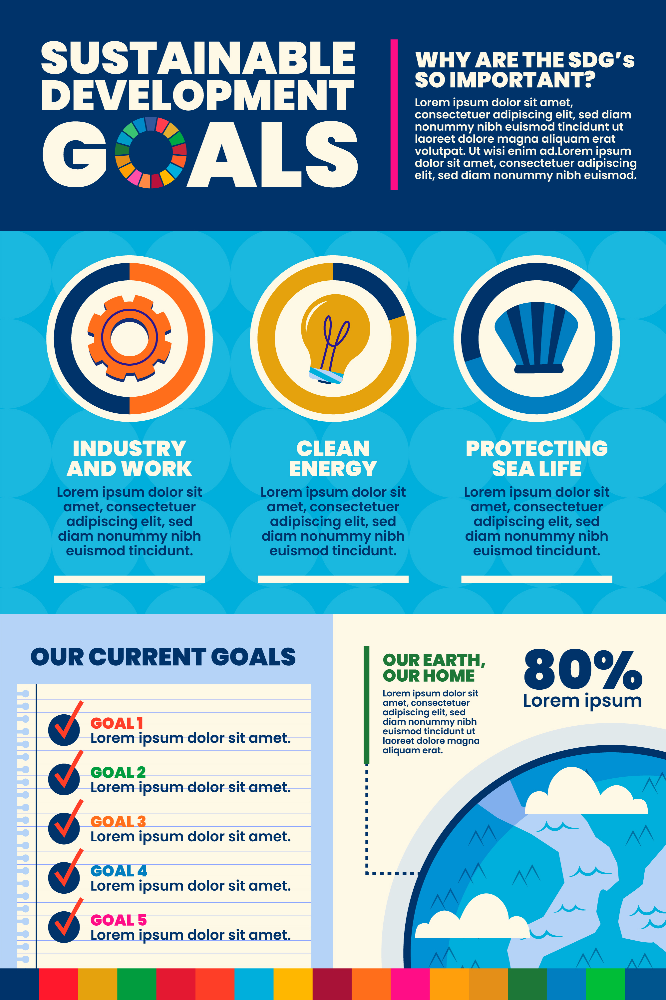 SUSTAINABLE
DEVELOPMENT
GOALS
WHY ARE THE SDG's
SO IMPORTANT?
Lorem ipsum dolor sit amet,
consectetuer adipiscing elit, sed diam
nonummy nibh euismod tincidunt ut
laoreet dolore magna aliquam erat
volutpat. Ut wisi enim ad.Lorem ipsum
dolor sit amet, consectetuer adipiscing
elit, sed diam nonummy nibh euismod.
INDUSTRY
AND WORK
Lorem ipsum dolor sit
amet, consectetuer
adipiscing elit, sed
diam nonummy nibh
euismod tincidunt.
CLEAN
ENERGY
Lorem ipsum dolor sit
amet, consectetuer
adipiscing elit, sed
diam nonummy nibh
euismod tincidunt.
PROTECTING
SEA LIFE
Lorem ipsum dolor sit
amet, consectetuer
adipiscing elit, sed
diam nonummy nibh
euismod tincidunt.
OUR CURRENT GOALS
GOAL 1
Lorem ipsum dolor sit amet.
GOAL 2
Lorem ipsum dolor sit amet.
GOAL 3
Lorem ipsum dolor sit amet.
GOAL 4
Lorem ipsum dolor sit amet.
GOAL 5
Lorem ipsum dolor sit amet.
OUR EARTH,
OUR HOME
Lorem ipsum dolor sit
amet, consectetuer
adipiscing elit, sed
diam nonummy nibh
euismod tincidunt ut
laoreet dolore magna
aliquam erat.
80%
Lorem ipsum